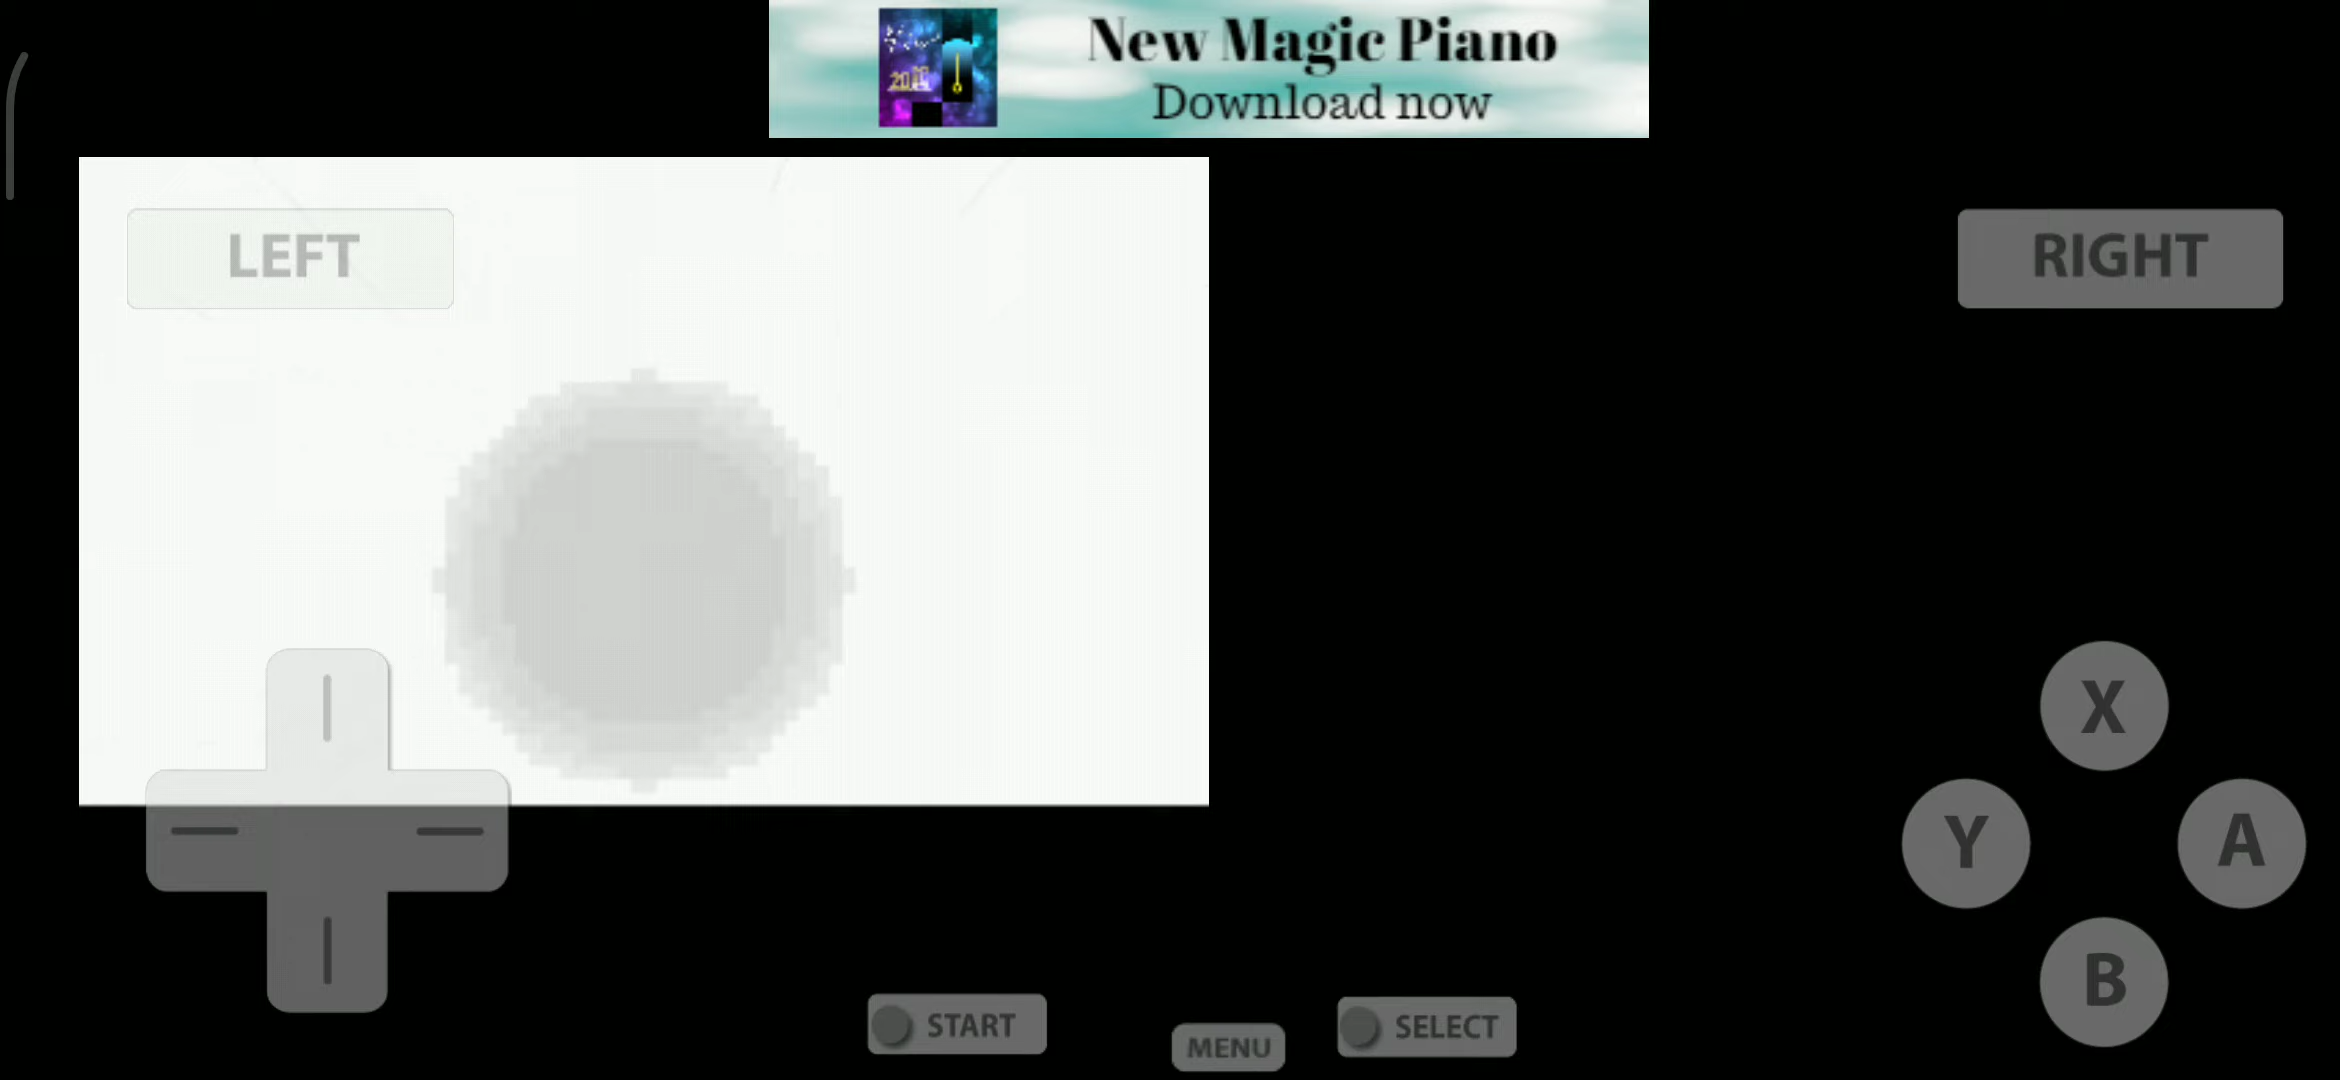 New Magic Piano
Download now
LEFT
RIGHT
X
Y
A
B
START
SELECT
MENU